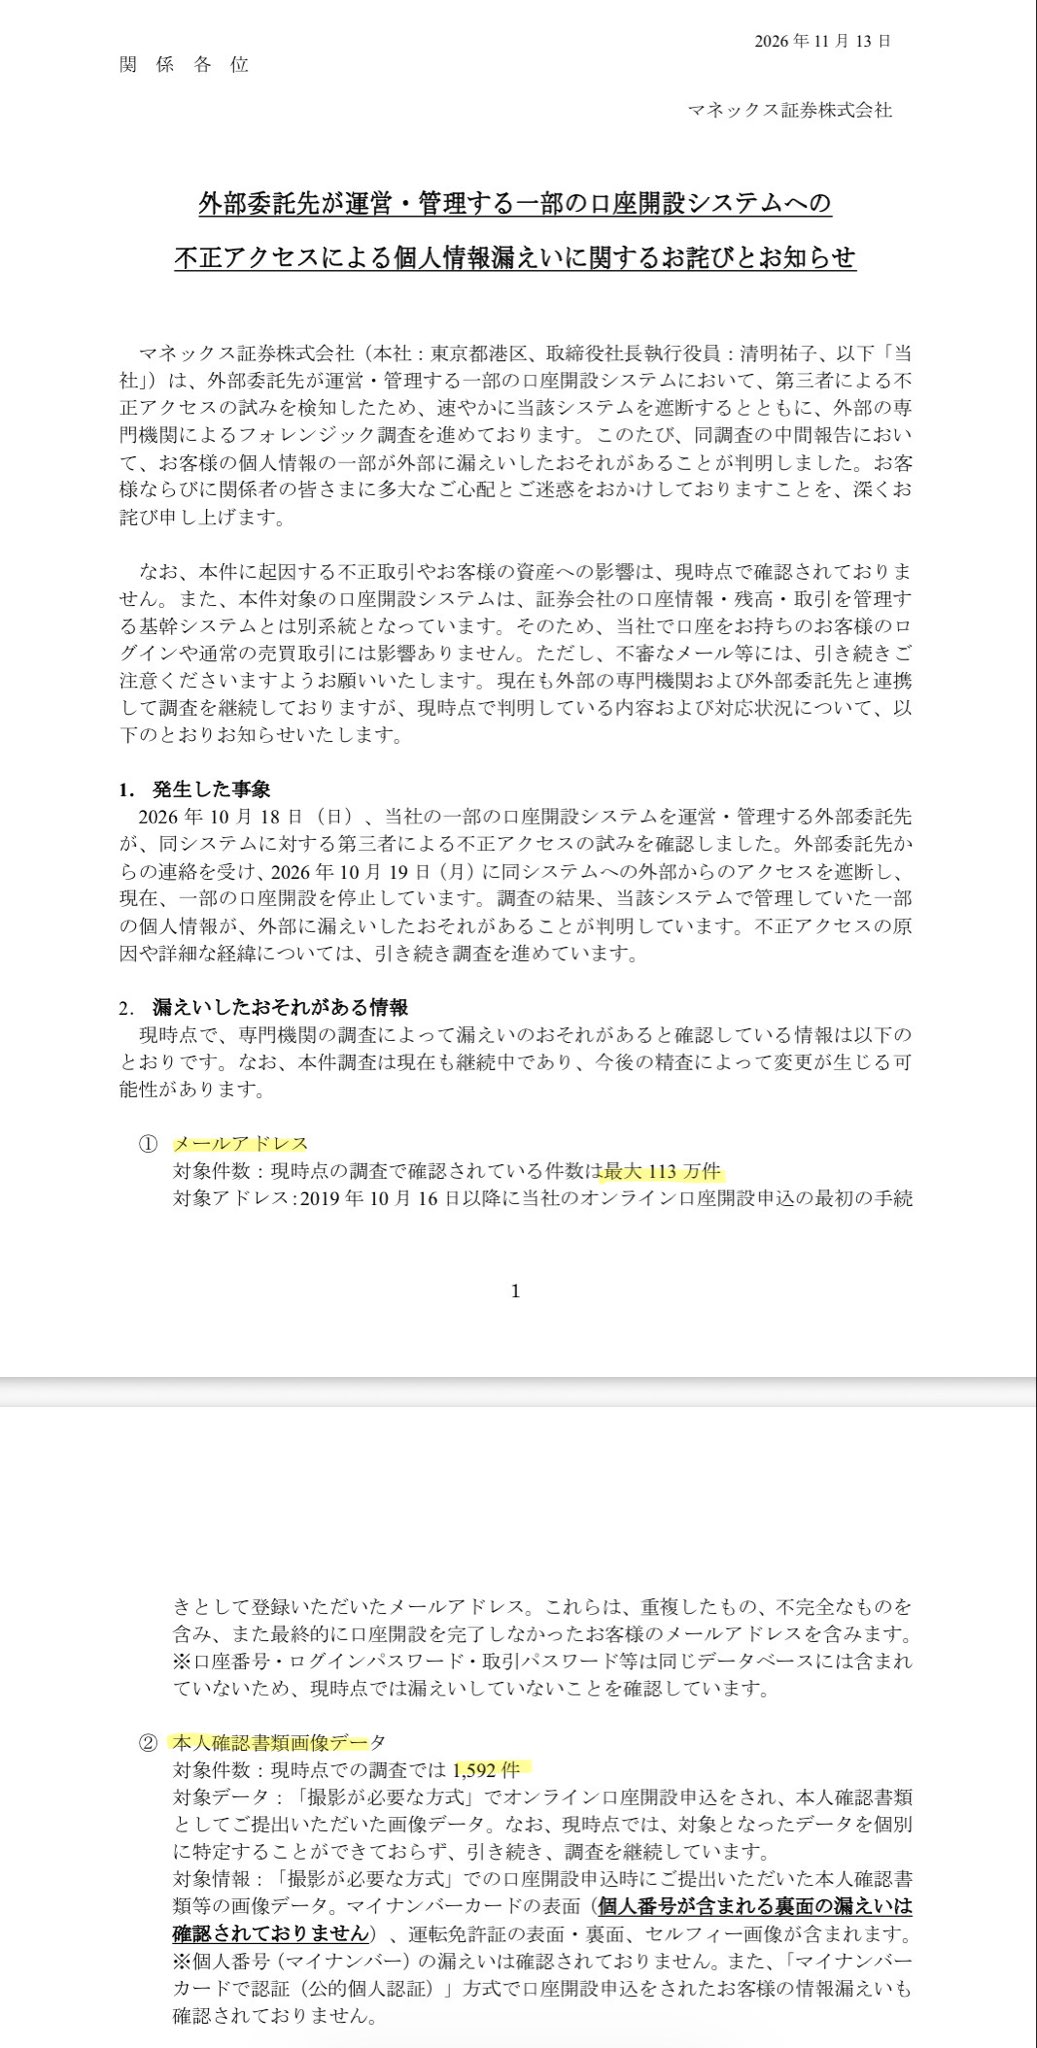 2026 年 11 月 13 日
関 係 各 位
マネックス証券株式会社
外部委託先が運営・管理する一部の口座開設システムへの
不正アクセスによる個人情報漏えいに関するお詫びとお知らせ
マネックス証券株式会社（本社：東京都港区、取締役社長執行役員：清明祐子、以下「当
社」）は、外部委託先が運営・管理する一部の口座開設システムにおいて、第三者による不
正アクセスの試みを検知したため、速やかに当該システムを遮断するとともに、外部の専
門機関によるフォレンジック調査を進めております。このたび、同調査の中間報告におい
て、お客様の個人情報の一部が外部に漏えいしたおそれがあることが判明しました。お客
様ならびに関係者の皆さまに多大なご心配とご迷惑をおかけしておりますことを、深くお
詫び申し上げます。
なお、本件に起因する不正取引やお客様の資産への影響は、現時点で確認されておりま
せん。また、本件対象の口座開設システムは、証券会社の口座情報・残高・取引を管理す
る基幹システムとは別系統となっています。そのため、当社で口座をお持ちのお客様のロ
グインや通常の売買取引には影響ありません。ただし、不審なメール等には、引き続きご
注意くださいますようお願いいたします。現在も外部の専門機関および外部委託先と連携
して調査を継続しておりますが、現時点で判明している内容および対応状況について、以
下のとおりお知らせいたします。
1. 発生した事象
2026 年 10 月 18 日（日）、当社の一部の口座開設システムを運営・管理する外部委託先
が、同システムに対する第三者による不正アクセスの試みを確認しました。外部委託先か
らの連絡を受け、2026 年 10 月 19 日（月）に同システムへの外部からのアクセスを遮断し、
現在、一部の口座開設を停止しています。調査の結果、当該システムで管理していた一部
の個人情報が、外部に漏えいしたおそれがあることが判明しています。不正アクセスの原
因や詳細な経緯については、引き続き調査を進めています。
2. 漏えいしたおそれがある情報
現時点で、専門機関の調査によって漏えいのおそれがあると確認している情報は以下の
とおりです。なお、本件調査は現在も継続中であり、今後の精査によって変更が生じる可
能性があります。
① メールアドレス
対象件数：現時点の調査で確認されている件数は最大 113 万件
対象アドレス：2019 年 10 月 16 日以降に当社のオンライン口座開設申込の最初の手続
1
きとして登録いただいたメールアドレス。これらは、重複したもの、不完全なものを
含み、また最終的に口座開設を完了しなかったお客様のメールアドレスを含みます。
※口座番号・ログインパスワード・取引パスワード等は同じデータベースには含まれ
ていないため、現時点では漏えいしていないことを確認しています。
② 本人確認書類画像データ
対象件数：現時点での調査では 1,592 件
対象データ：「撮影が必要な方式」でオンライン口座開設申込をされ、本人確認書類
としてご提出いただいた画像データ。なお、現時点では、対象となったデータを個別
に特定することができておらず、引き続き、調査を継続しています。
対象情報：「撮影が必要な方式」での口座開設申込時にご提出いただいた本人確認書
類等の画像データ。マイナンバーカードの表面（個人番号が含まれる裏面の漏えいは
確認されておりません）、運転免許証の表面・裏面、セルフィー画像が含まれます。
※個人番号（マイナンバー）の漏えいは確認されておりません。また、「マイナンバー
カードで認証（公的個人認証）」方式で口座開設申込をされたお客様の情報漏えいも
確認されておりません。